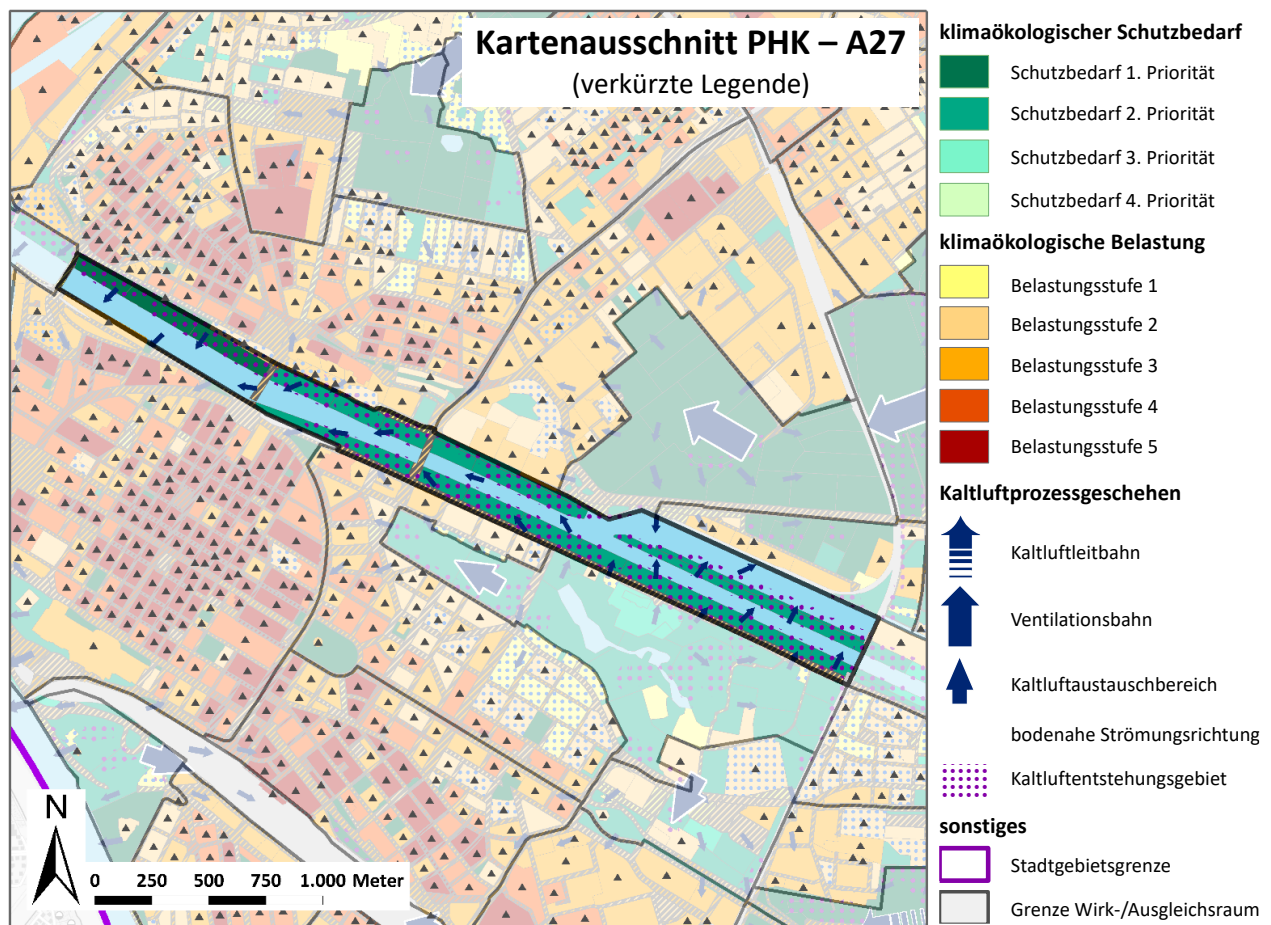 Kartenausschnitt PHK – A27
(verkürzte Legende)
klimaökologischer Schutzbedarf
Schutzbedarf 1. Priorität
Schutzbedarf 2. Priorität
Schutzbedarf 3. Priorität
Schutzbedarf 4. Priorität
klimaökologische Belastung
Belastungsstufe 1
Belastungsstufe 2
Belastungsstufe 3
Belastungsstufe 4
Belastungsstufe 5
Kaltluftprozessgeschehen
Kaltluftleitbahn
Ventilationsbahn
Kaltluftaustauschbereich
bodenahe Strömungsrichtung
Kaltluftentstehungsgebiet
sonstiges
Stadtgebietsgrenze
Grenze Wirk-/Ausgleichsraum
N
0 250 500 750 1.000 Meter